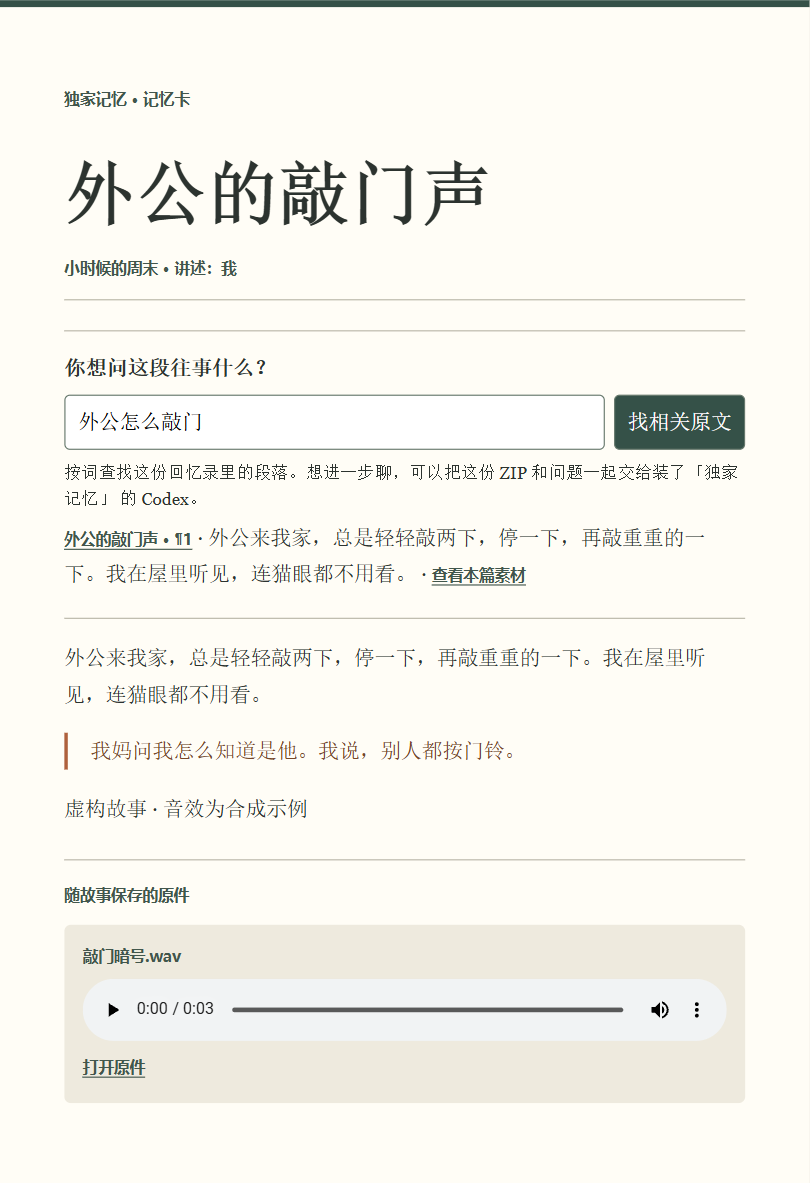 独家记忆 • 记忆卡
外公的敲门声
小时候的周末 • 讲述：我
你想问这段往事什么？
外公怎么敲门
找相关原文
按词查找这份回忆录里的段落。想进一步聊，可以把这份 ZIP 和问题一起交给装了「独家
记忆」的 Codex。
外公的敲门声 • ¶1 · 外公来我家，总是轻轻敲两下，停一下，再敲重重的一
下。我在屋里听见，连猫眼都不用看。 · 查看本篇素材
外公来我家，总是轻轻敲两下，停一下，再敲重重的一下。我在屋里听
见，连猫眼都不用看。
我妈问我怎么知道是他。我说，别人都按门铃。
虚构故事 · 音效为合成示例
随故事保存的原件
敲门暗号.wav
0:00 / 0:03
打开原件